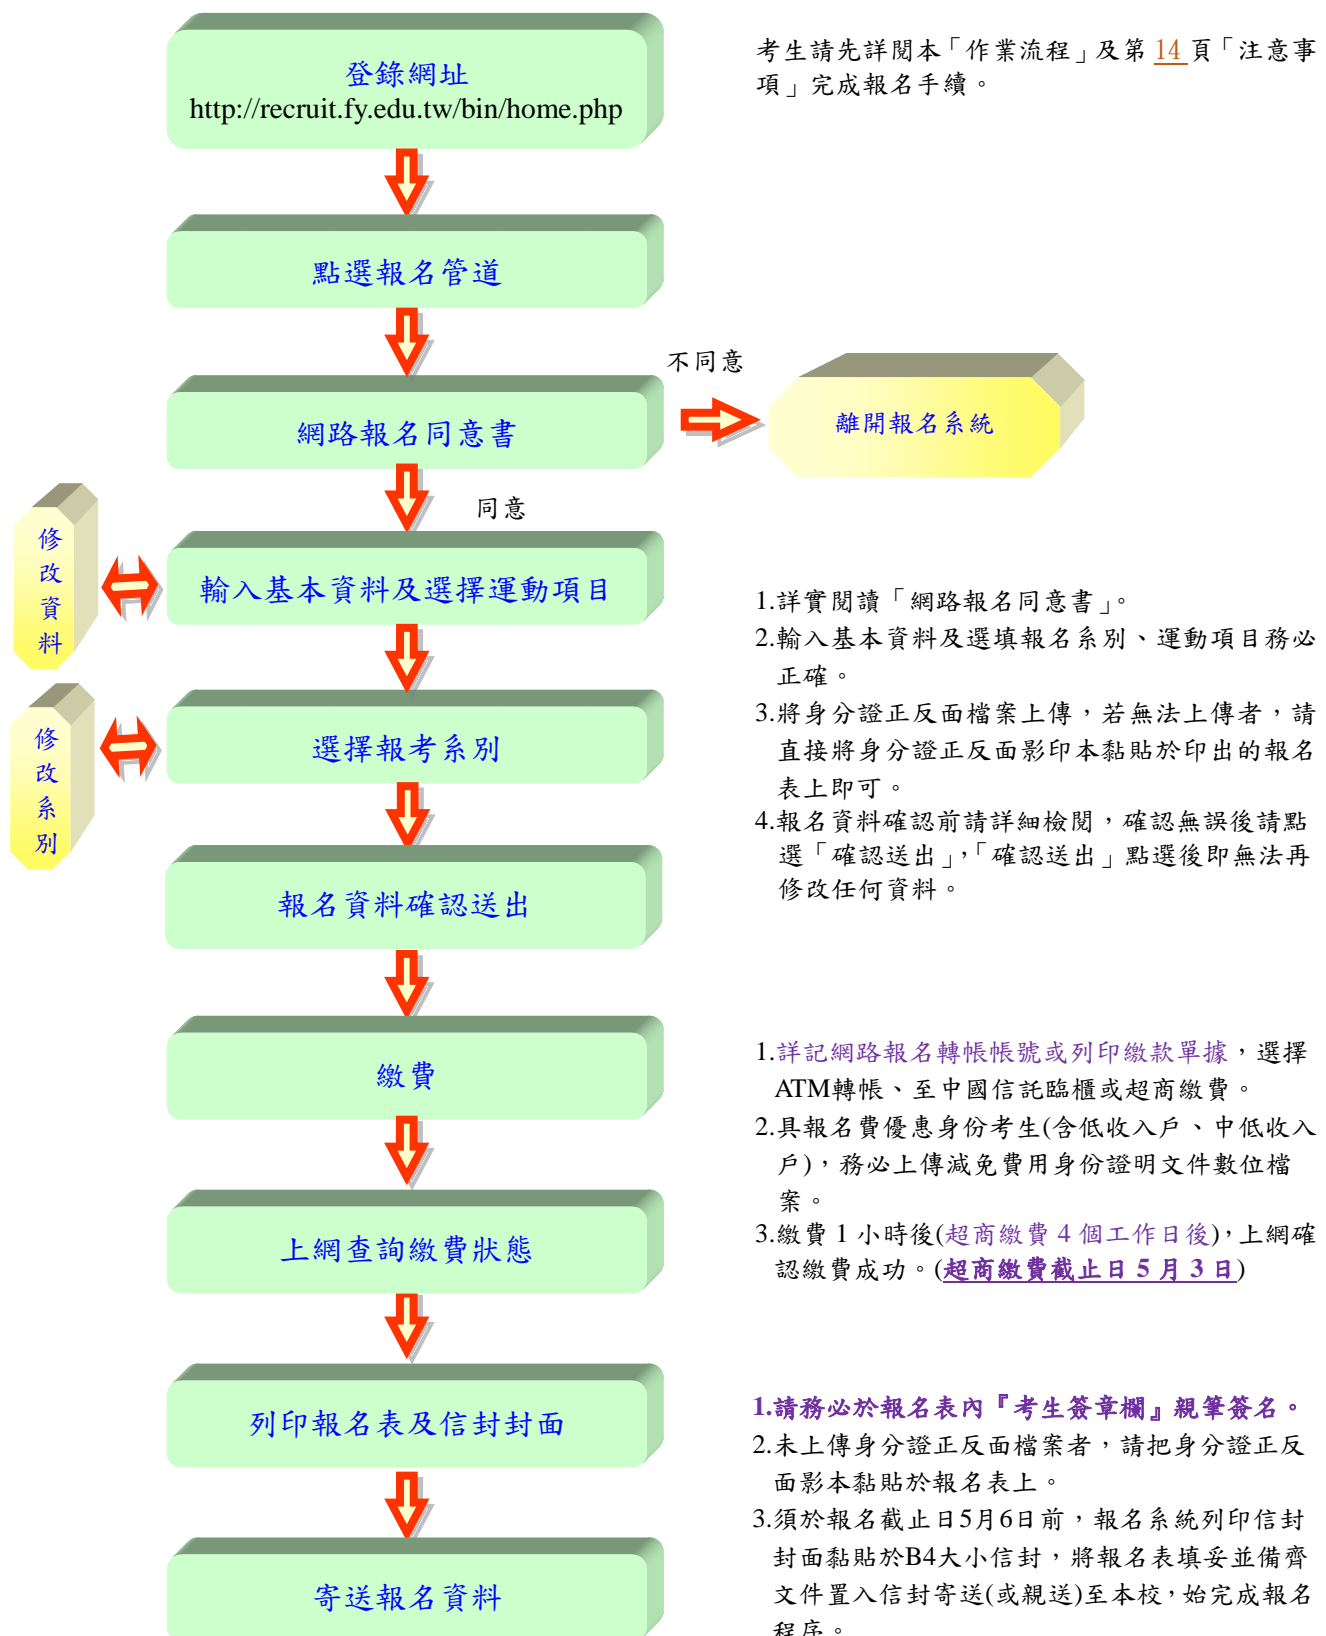 登錄網址
http://recruit.fy.edu.tw/bin/home.php
考生請先詳閱本「作業流程」及第 14 頁「注意事
項」完成報名手續。
點選報名管道
不同意
網路報名同意書
離開報名系統
同意
修
改
資
料
輸入基本資料及選擇運動項目
1.詳實閱讀「網路報名同意書」。
2.輸入基本資料及選填報名系別、運動項目務必
正確。
3.將身分證正反面檔案上傳，若無法上傳者，請
直接將身分證正反面影印本黏貼於印出的報名
表上即可。
4.報名資料確認前請詳細檢閱，確認無誤後請點
選「確認送出」，「確認送出」點選後即無法再
修改任何資料。
修
改
系
別
選擇報考系別
報名資料確認送出
繳費
1.詳記網路報名轉帳帳號或列印繳款單據，選擇
ATM轉帳、至中國信託臨櫃或超商繳費。
2.具報名費優惠身份考生(含低收入戶、中低收入
戶)，務必上傳減免費用身份證明文件數位檔
案。
3.繳費 1 小時後(超商繳費 4 個工作日後)，上網確
認繳費成功。(超商繳費截止日 5 月 3 日)
上網查詢繳費狀態
列印報名表及信封封面
1.請務必於報名表內『考生簽章欄』親筆簽名。
2.未上傳身分證正反面檔案者，請把身分證正反
面影本黏貼於報名表上。
3.須於報名截止日5月6日前，報名系統列印信封
封面黏貼於B4大小信封，將報名表填妥並備齊
文件置入信封寄送(或親送)至本校，始完成報名
程序。
寄送報名資料